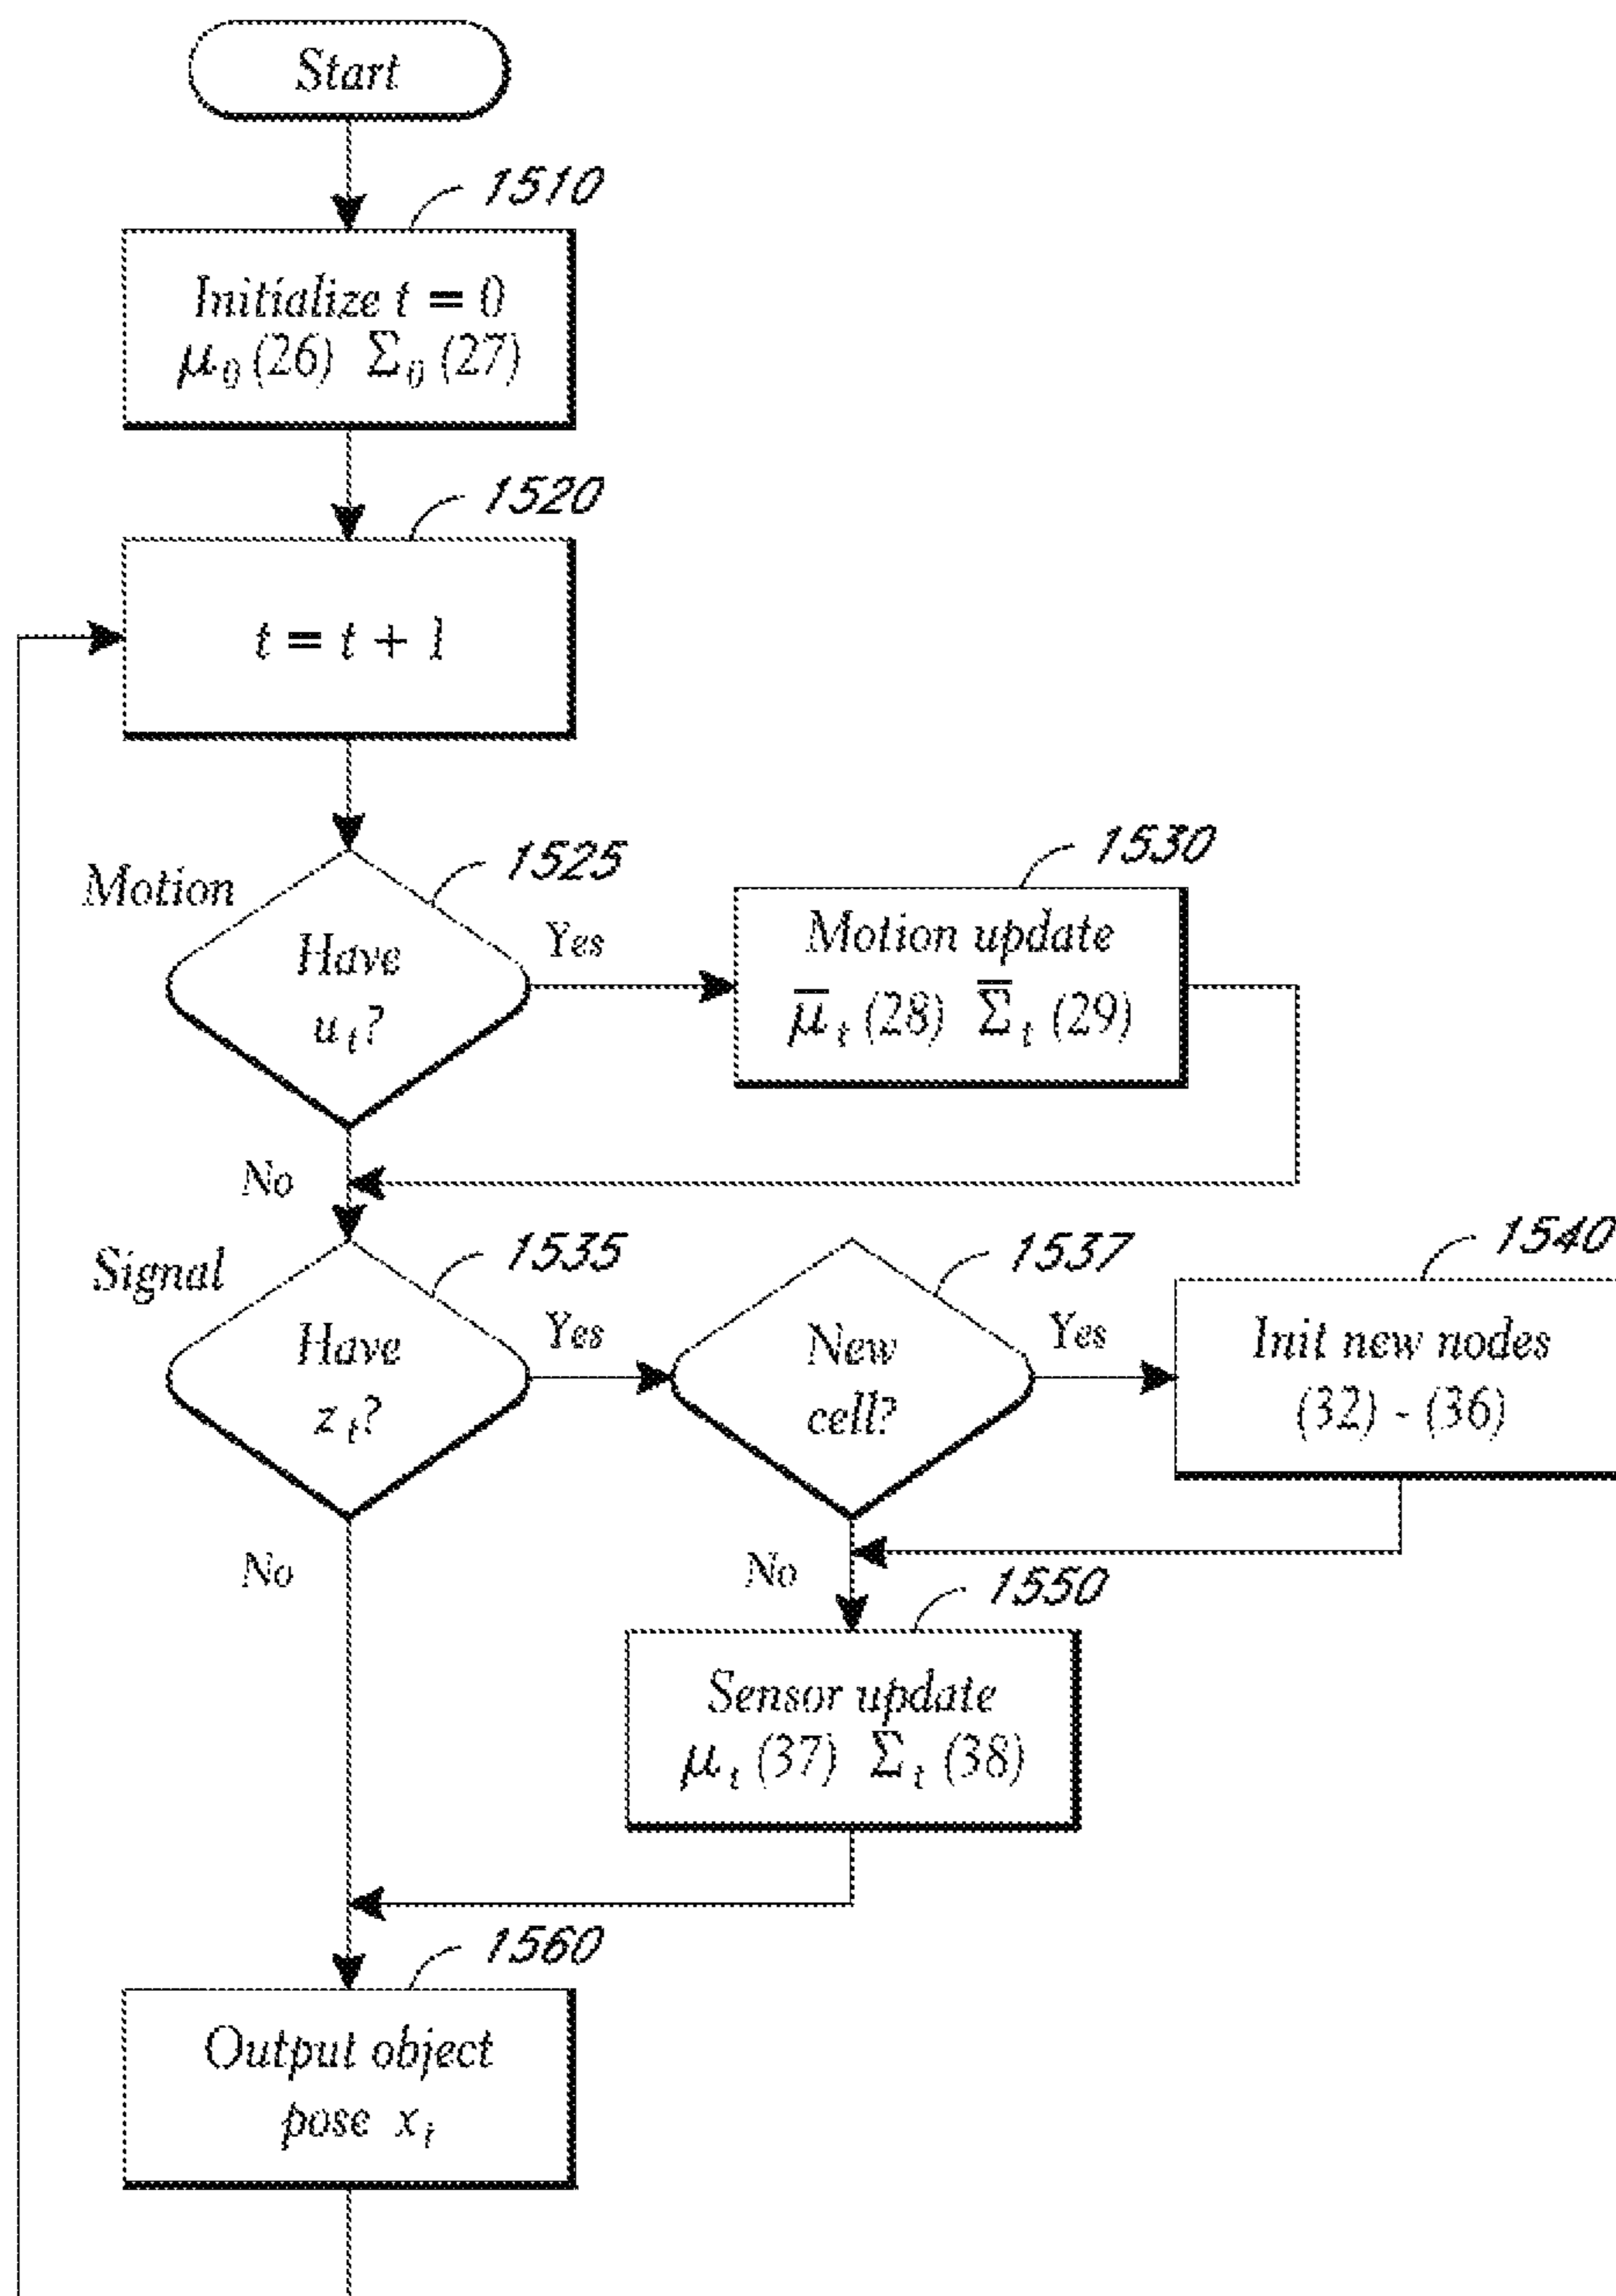 Start
1510
Initialize t = 0
μ₀ (26) Σ₀ (27)
1520
t = t + 1
Motion
1525
Have
uₜ?
Yes
1530
Motion update
μ̅ₜ (28) Σ̅ₜ (29)
No
Signal
1535
Have
zₜ?
Yes
1537
New
cell?
Yes
1540
Init new nodes
(32) - (36)
No
No
1550
Sensor update
μₜ (37) Σₜ (38)
1560
Output object
pose xₜ